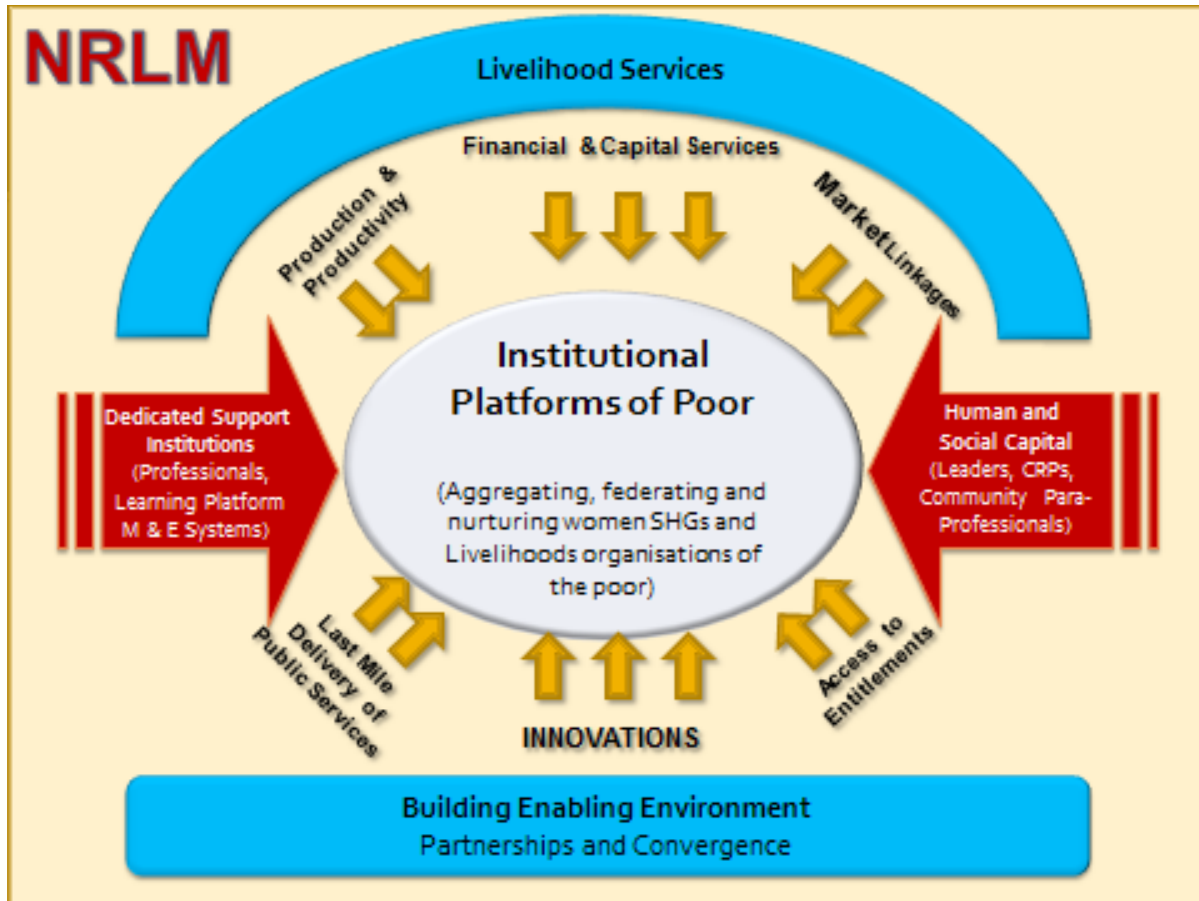 NRLM
Livelihood Services
Financial & Capital Services
Production &
Productivity
Market Linkages
Institutional
Platforms of Poor
(Aggregating, federating and
nurturing women SHGs and
Livelihoods organisations of
the poor)
Dedicated Support
Institutions
(Professionals,
Learning Platform
M & E Systems)
Human and
Social Capital
(Leaders, CRPs,
Community Para-
Professionals)
Last Mile
Delivery of
Public Services
INNOVATIONS
Access to
Entitlements
Building Enabling Environment
Partnerships and Convergence